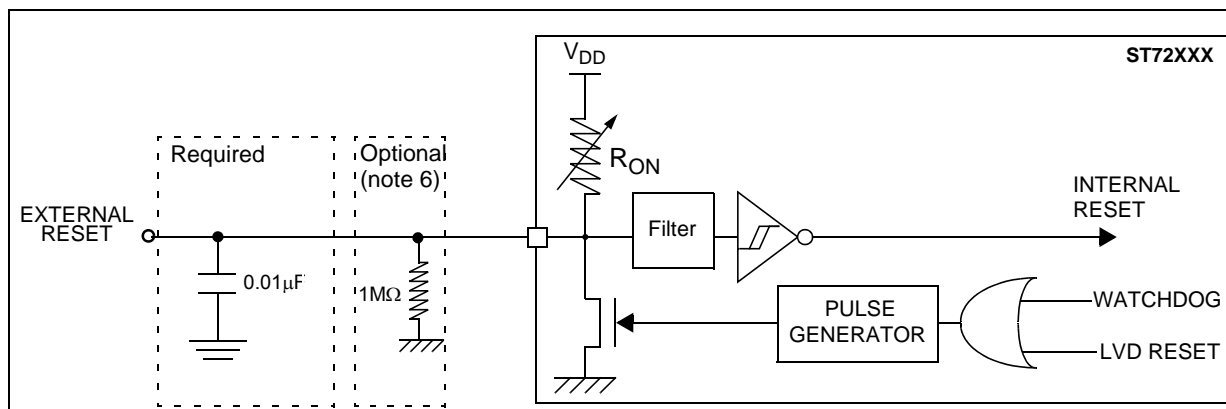 V_DD
ST72XXX
Required
Optional
(note 6)
R_ON
EXTERNAL
RESET
Filter
INTERNAL
RESET
0.01µF
1MΩ
PULSE
GENERATOR
WATCHDOG
LVD RESET